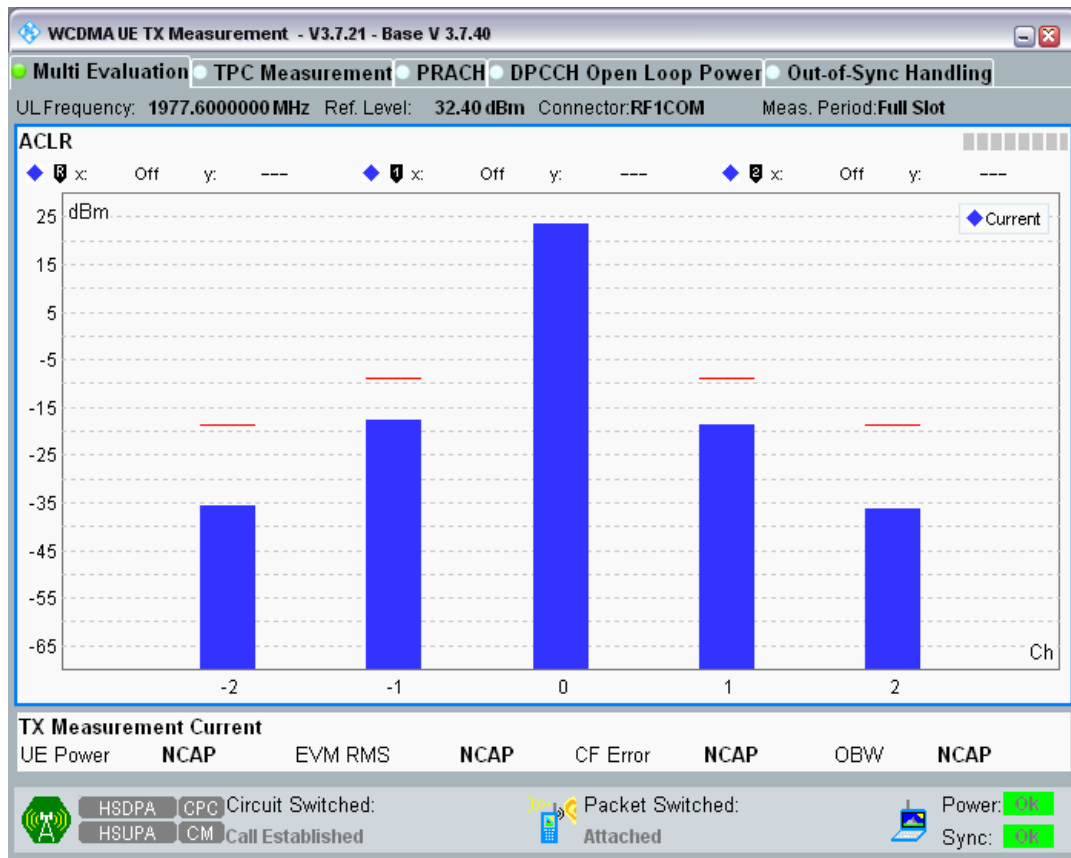 WCDMA UE TX Measurement - V3.7.21 - Base V 3.7.40
Multi Evaluation TPC Measurement PRACH DPCCH Open Loop Power Out-of-Sync Handling
UL Frequency: 1977.6000000 MHz Ref. Level: 32.40 dBm Connector:RF1COM Meas. Period:Full Slot
ACLR
R x: Off y: --- 1 x: Off y: --- 2 x: Off y: ---
dBm
Current
25
15
5
-5
-15
-25
-35
-45
-55
-65
Ch
-2 -1 0 1 2
TX Measurement Current
UE Power NCAP EVM RMS NCAP CF Error NCAP OBW NCAP
HSDPA CPC Circuit Switched: Packet Switched: Power: OK
HSUPA CM Call Established Attached Sync: OK